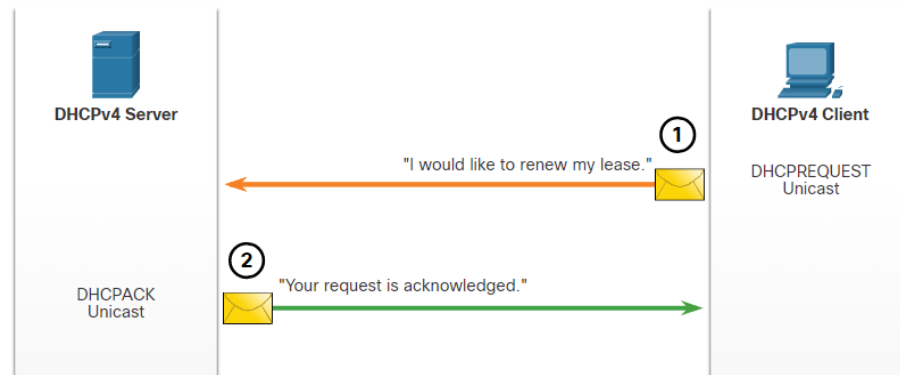 DHCPv4 Server
DHCPv4 Client
1
"I would like to renew my lease."
DHCPREQUEST
Unicast
2
"Your request is acknowledged."
DHCPACK
Unicast